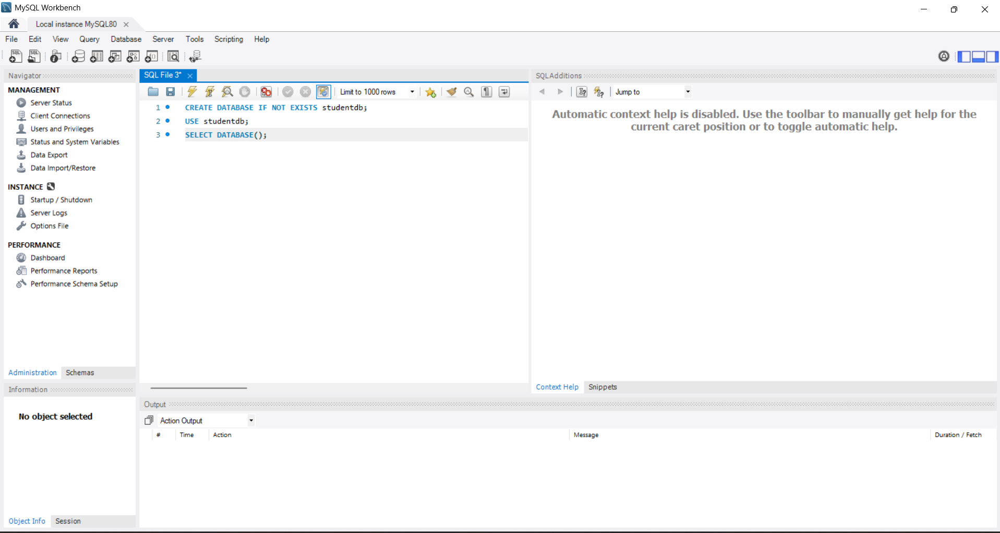 MySQL Workbench
Local instance MySQL80
File Edit View Query Database Server Tools Scripting Help
Navigator
MANAGEMENT
Server Status
Client Connections
Users and Privileges
Status and System Variables
Data Export
Data Import/Restore
INSTANCE
Startup / Shutdown
Server Logs
Options File
PERFORMANCE
Dashboard
Performance Reports
Performance Schema Setup
Administration Schemas
Information
No object selected
Object Info Session
SQL File 3*
Limit to 1000 rows
1 CREATE DATABASE IF NOT EXISTS studentdb;
2 USE studentdb;
3 SELECT DATABASE();
SQLAdditions
Jump to
Automatic context help is disabled. Use the toolbar to manually get help for the
current caret position or to toggle automatic help.
Context Help Snippets
Output
Action Output
# Time Action Message Duration / Fetch